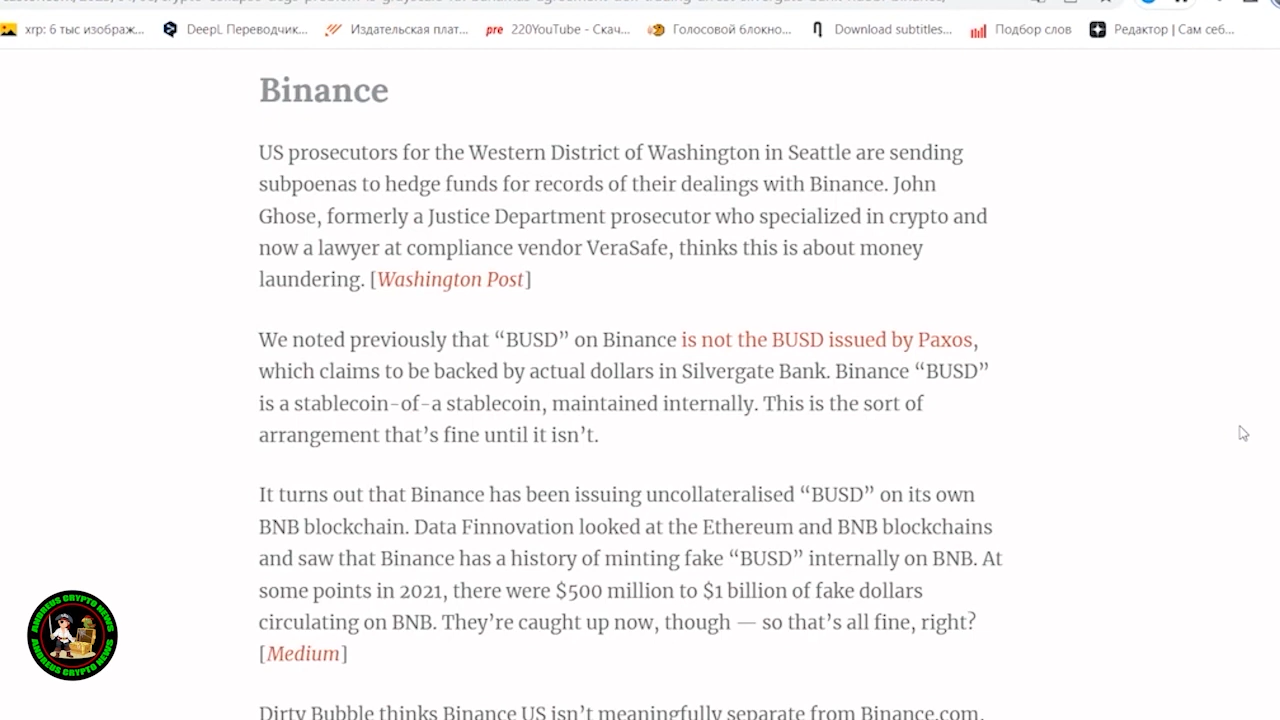 xrp: 6 тыс изображ...
DeepL Переводчик...
Издательская плат...
pre 220YouTube - Скач...
Голосовой блокно...
Download subtitles...
Подбор слов
Редактор | Сам себ...
Binance
US prosecutors for the Western District of Washington in Seattle are sending
subpoenas to hedge funds for records of their dealings with Binance. John
Ghose, formerly a Justice Department prosecutor who specialized in crypto and
now a lawyer at compliance vendor VeraSafe, thinks this is about money
laundering. [Washington Post]
We noted previously that “BUSD” on Binance is not the BUSD issued by Paxos,
which claims to be backed by actual dollars in Silvergate Bank. Binance “BUSD”
is a stablecoin-of-a stablecoin, maintained internally. This is the sort of
arrangement that’s fine until it isn’t.
It turns out that Binance has been issuing uncollateralised “BUSD” on its own
BNB blockchain. Data Finnovation looked at the Ethereum and BNB blockchains
and saw that Binance has a history of minting fake “BUSD” internally on BNB. At
some points in 2021, there were $500 million to $1 billion of fake dollars
circulating on BNB. They’re caught up now, though — so that’s all fine, right?
[Medium]
Dirty Bubble thinks Binance US isn’t meaningfully separate from Binance.com.
ANDREUS CRYPTO NEWS
ANDREUS CRYPTO NEWS